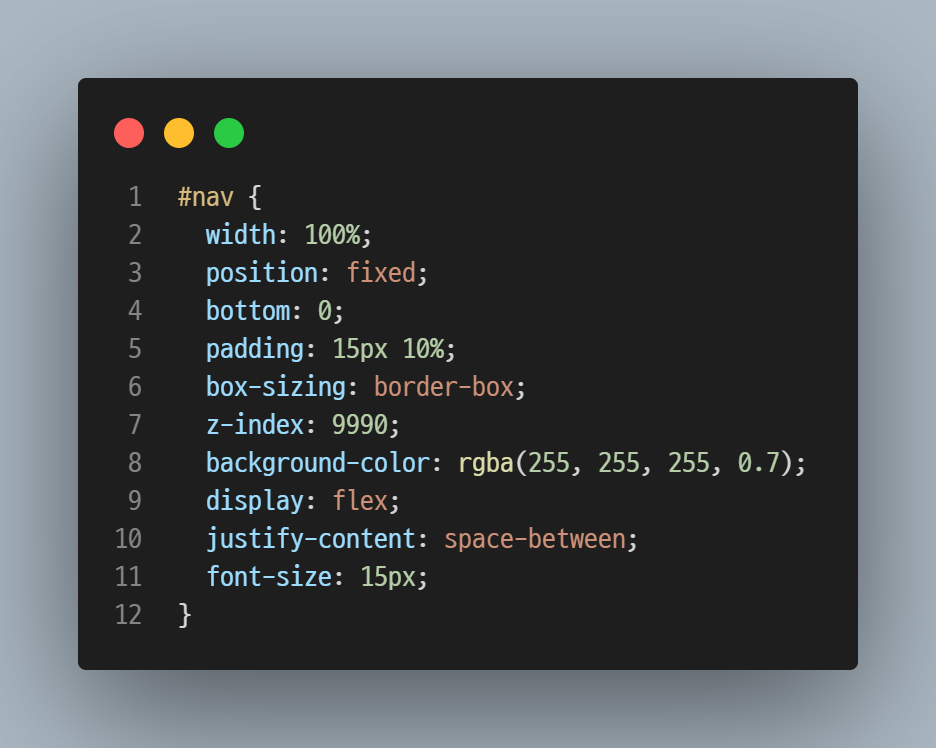 1 #nav {
2   width: 100%;
3   position: fixed;
4   bottom: 0;
5   padding: 15px 10%;
6   box-sizing: border-box;
7   z-index: 9990;
8   background-color: rgba(255, 255, 255, 0.7);
9   display: flex;
10   justify-content: space-between;
11   font-size: 15px;
12 }